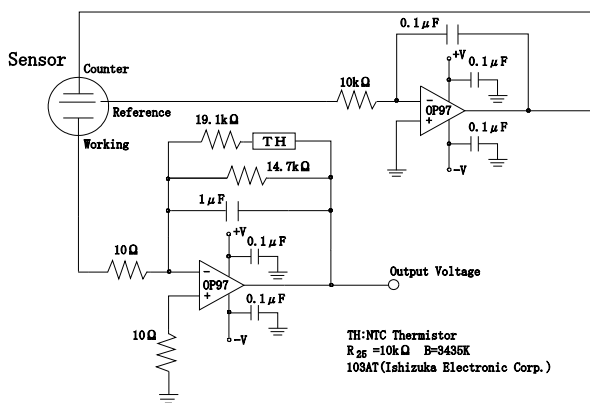 0.1μF
Sensor
Counter
+V
0.1μF
10kΩ
−
+
OP97
Reference
0.1μF
Working
19.1kΩ
TH
−V
14.7kΩ
1μF
+V
0.1μF
10Ω
−
+
OP97
Output Voltage
0.1μF
10Ω
−V
TH:NTC Thermistor
R25 =10kΩ B=3435K
103AT(Ishizuka Electronic Corp.)